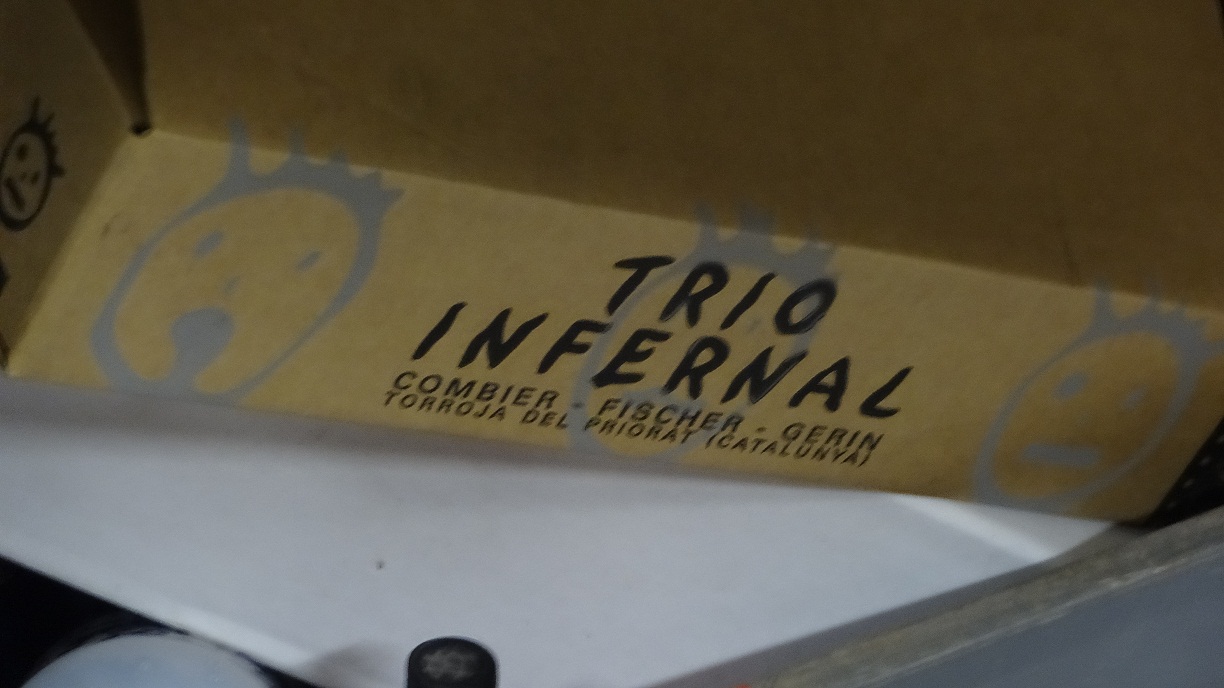 TRIO
INFERNAL
COMBIER - FISCHER - GERIN
TORROJA DEL PRIORAT (CATALUNYA)